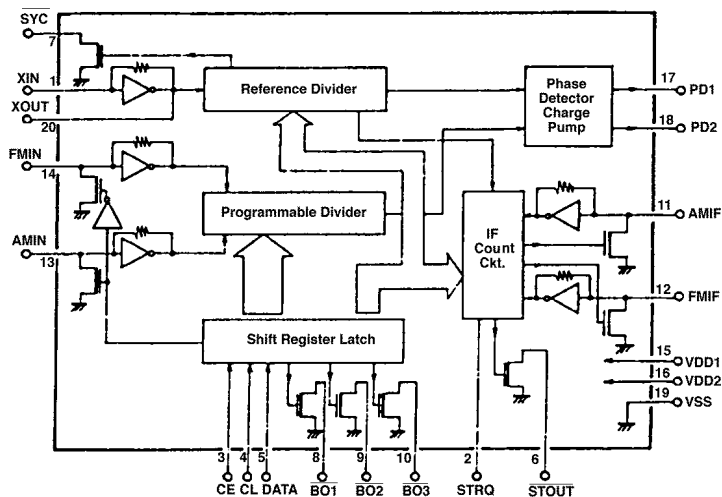 SYC
7
XIN
1
XOUT
20
FMIN
14
AMIN
13
Reference Divider
Phase
Detector
Charge
Pump
17
PD1
18
PD2
Programmable Divider
IF
Count
Ckt.
11
AMIF
12
FMIF
Shift Register Latch
15
VDD1
16
VDD2
19
VSS
3
4
5
8
9
10
2
6
CE CL DATA BO1 BO2 BO3 STRQ STOUT